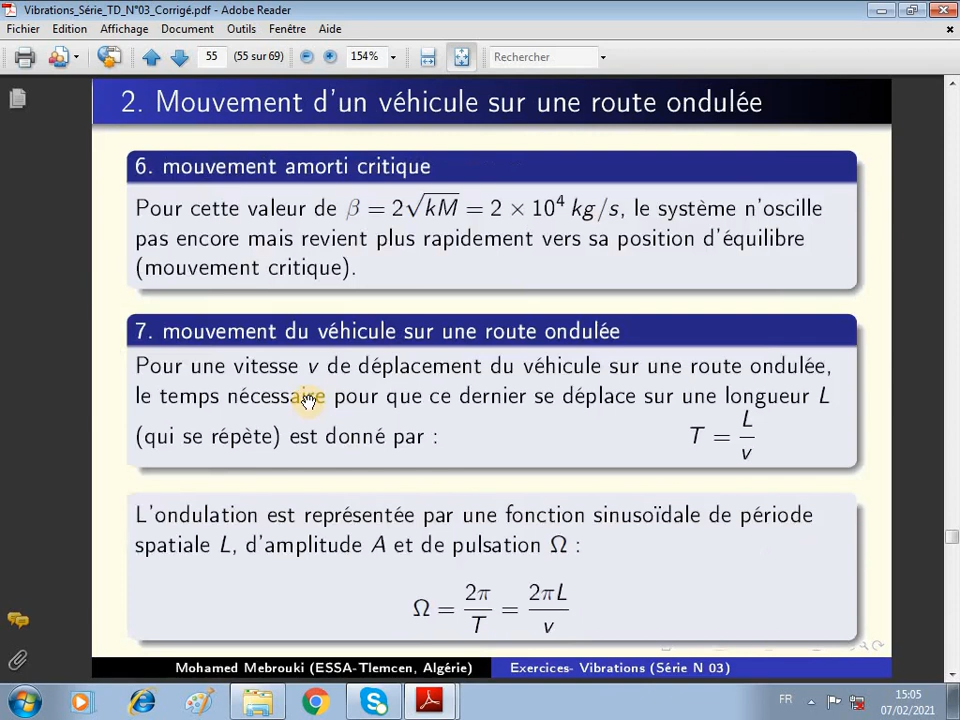 Vibrations_Série_TD_N°03_Corrigé.pdf - Adobe Reader
Fichier Edition Affichage Document Outils Fenêtre Aide
55 (55 sur 69) 154% Rechercher
2. Mouvement d'un véhicule sur une route ondulée
6. mouvement amorti critique
Pour cette valeur de β = 2√kM = 2 × 10⁴ kg/s, le système n'oscille
pas encore mais revient plus rapidement vers sa position d'équilibre
(mouvement critique).
7. mouvement du véhicule sur une route ondulée
Pour une vitesse v de déplacement du véhicule sur une route ondulée,
le temps nécessaire pour que ce dernier se déplace sur une longueur L
(qui se répète) est donné par : T = L/v
L'ondulation est représentée par une fonction sinusoïdale de période
spatiale L, d'amplitude A et de pulsation Ω :
Ω = 2π/T = 2πL/v
Mohamed Mebrouki (ESSA-Tlemcen, Algérie) Exercices- Vibrations (Série N 03)
FR 15:05
07/02/2021